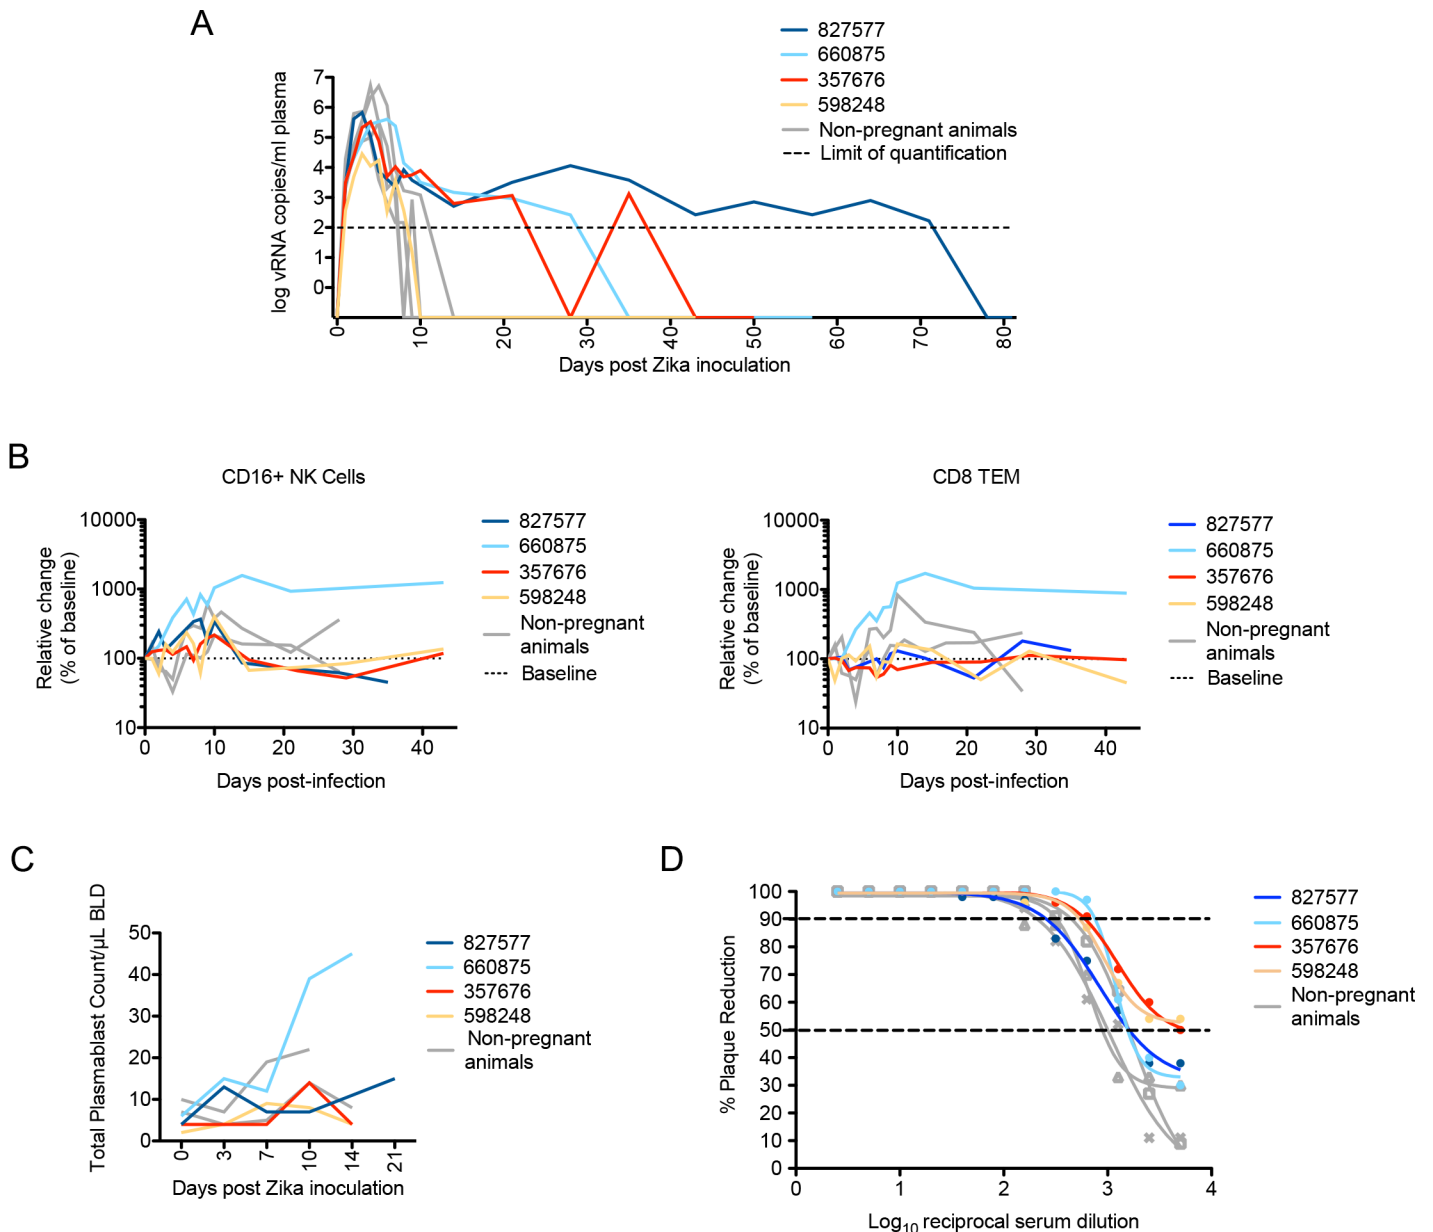 A
827577
660875
357676
598248
Non-pregnant animals
Limit of quantification
log vRNA copies/ml plasma
7
6
5
4
3
2
1
0
0
10
20
30
40
50
60
70
80
Days post Zika inoculation
B
CD16+ NK Cells
Relative change
(% of baseline)
10000
1000
100
10
0
10
20
30
40
Days post-infection
827577
660875
357676
598248
Non-pregnant
animals
Baseline
CD8 TEM
Relative change
(% of baseline)
10000
1000
100
10
0
10
20
30
40
Days post-infection
827577
660875
357676
598248
Non-pregnant
animals
Baseline
C
Total Plasmablast Count/µL BLD
50
40
30
20
10
0
0
3
7
10
14
21
Days post Zika inoculation
827577
660875
357676
598248
Non-pregnant
animals
D
% Plaque Reduction
100
90
80
70
60
50
40
30
20
10
0
0
1
2
3
4
Log10 reciprocal serum dilution
827577
660875
357676
598248
Non-pregnant
animals